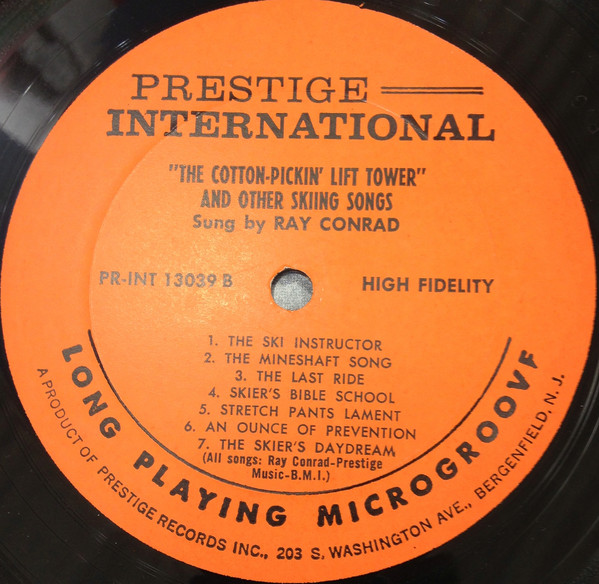 PRESTIGE
INTERNATIONAL
"THE COTTON-PICKIN' LIFT TOWER"
AND OTHER SKIING SONGS
Sung by RAY CONRAD
PR-INT 13039 B
HIGH FIDELITY
1. THE SKI INSTRUCTOR
2. THE MINESHAFT SONG
3. THE LAST RIDE
4. SKIER'S BIBLE SCHOOL
5. STRETCH PANTS LAMENT
6. AN OUNCE OF PREVENTION
7. THE SKIER'S DAYDREAM
(All songs: Ray Conrad-Prestige
Music-B.M.I.)
LONG PLAYING MICROGROOVE
A PRODUCT OF PRESTIGE RECORDS INC., 203 S. WASHINGTON AVE., BERGENFIELD, N. J.